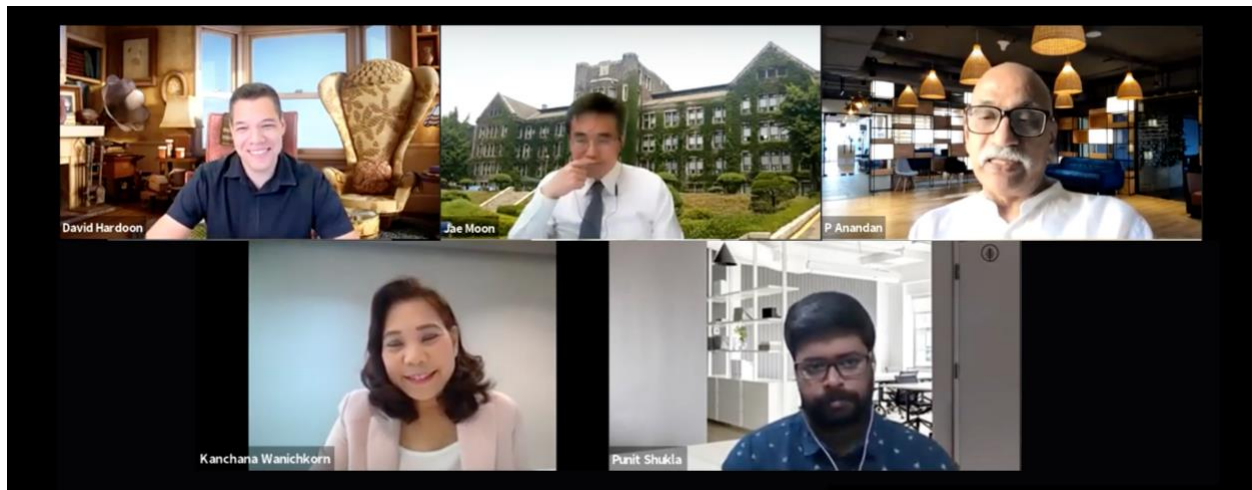 David Hardoon
Jae Moon
P Anandan
Kanchana Wanichkorn
Punit Shukla